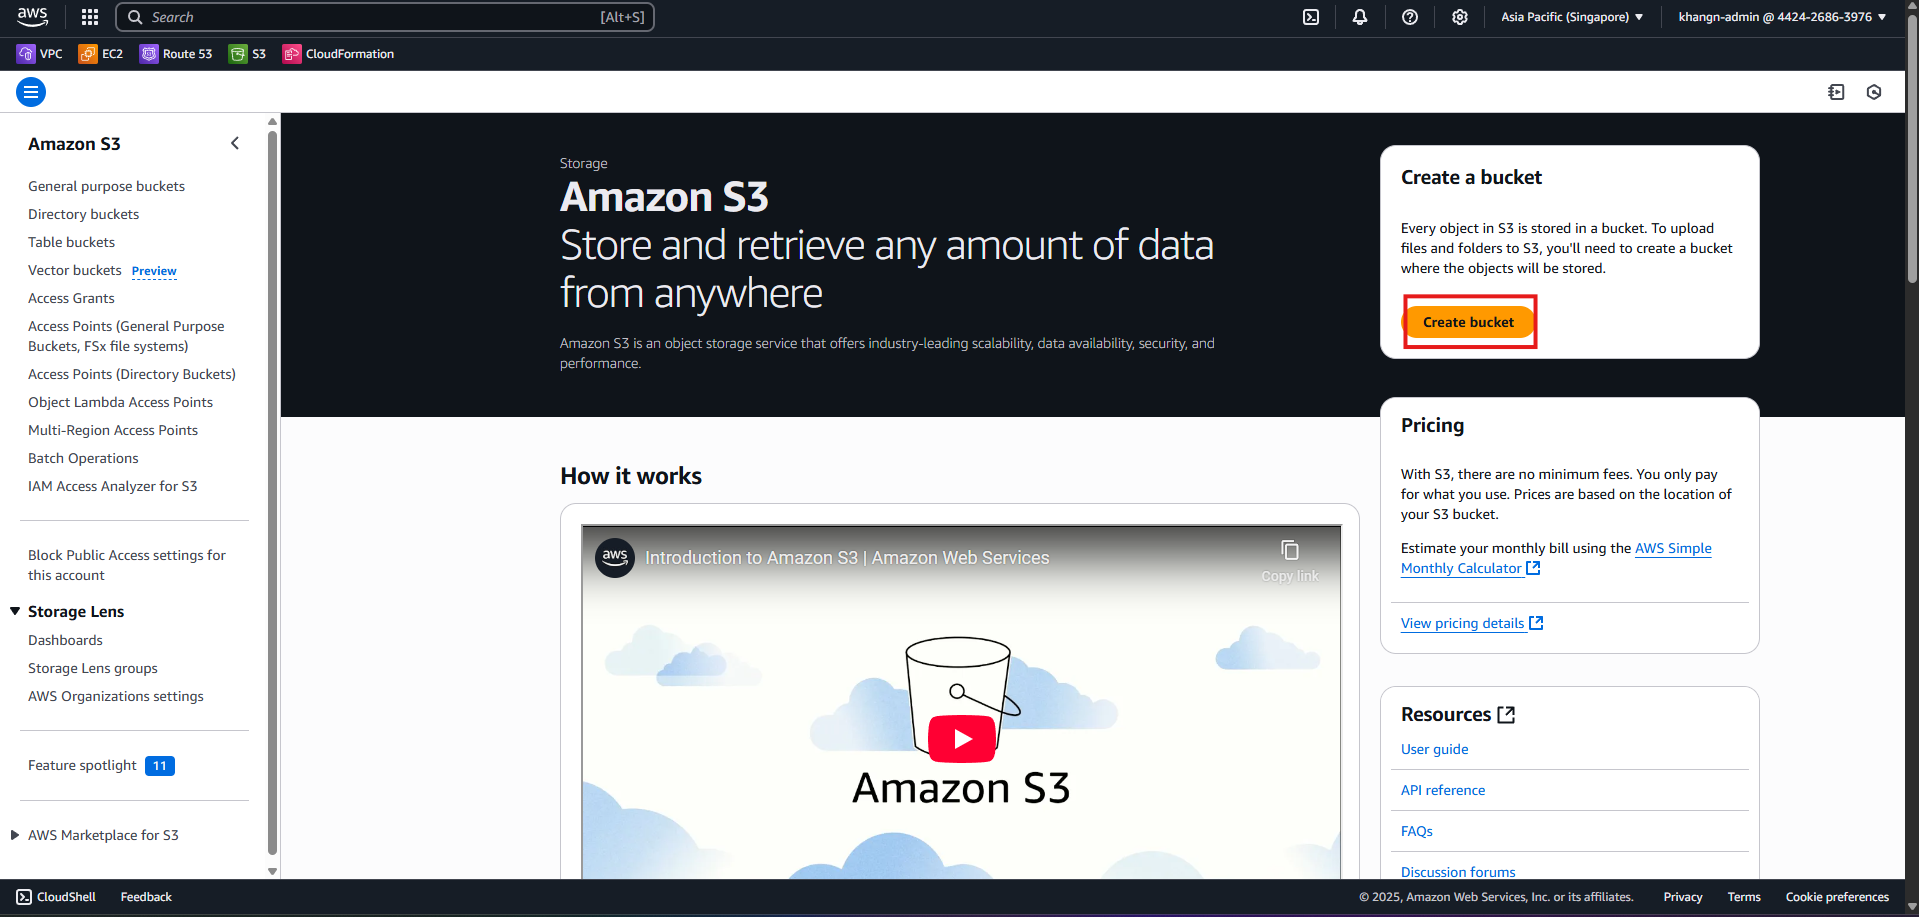 aws
Search
[Alt+S]
Asia Pacific (Singapore)
khangn-admin @ 4424-2686-3976
VPC
EC2
Route 53
S3
CloudFormation
Amazon S3
General purpose buckets
Directory buckets
Table buckets
Vector buckets Preview
Access Grants
Access Points (General Purpose
Buckets, FSx file systems)
Access Points (Directory Buckets)
Object Lambda Access Points
Multi-Region Access Points
Batch Operations
IAM Access Analyzer for S3
Block Public Access settings for
this account
Storage Lens
Dashboards
Storage Lens groups
AWS Organizations settings
Feature spotlight 11
AWS Marketplace for S3
Storage
Amazon S3
Store and retrieve any amount of data
from anywhere
Amazon S3 is an object storage service that offers industry-leading scalability, data availability, security, and
performance.
Create a bucket
Every object in S3 is stored in a bucket. To upload
files and folders to S3, you'll need to create a bucket
where the objects will be stored.
Create bucket
How it works
aws
Introduction to Amazon S3 | Amazon Web Services
Copy link
Amazon S3
Pricing
With S3, there are no minimum fees. You only pay
for what you use. Prices are based on the location of
your S3 bucket.
Estimate your monthly bill using the AWS Simple
Monthly Calculator
View pricing details
Resources
User guide
API reference
FAQs
Discussion forums
CloudShell
Feedback
© 2025, Amazon Web Services, Inc. or its affiliates.
Privacy
Terms
Cookie preferences